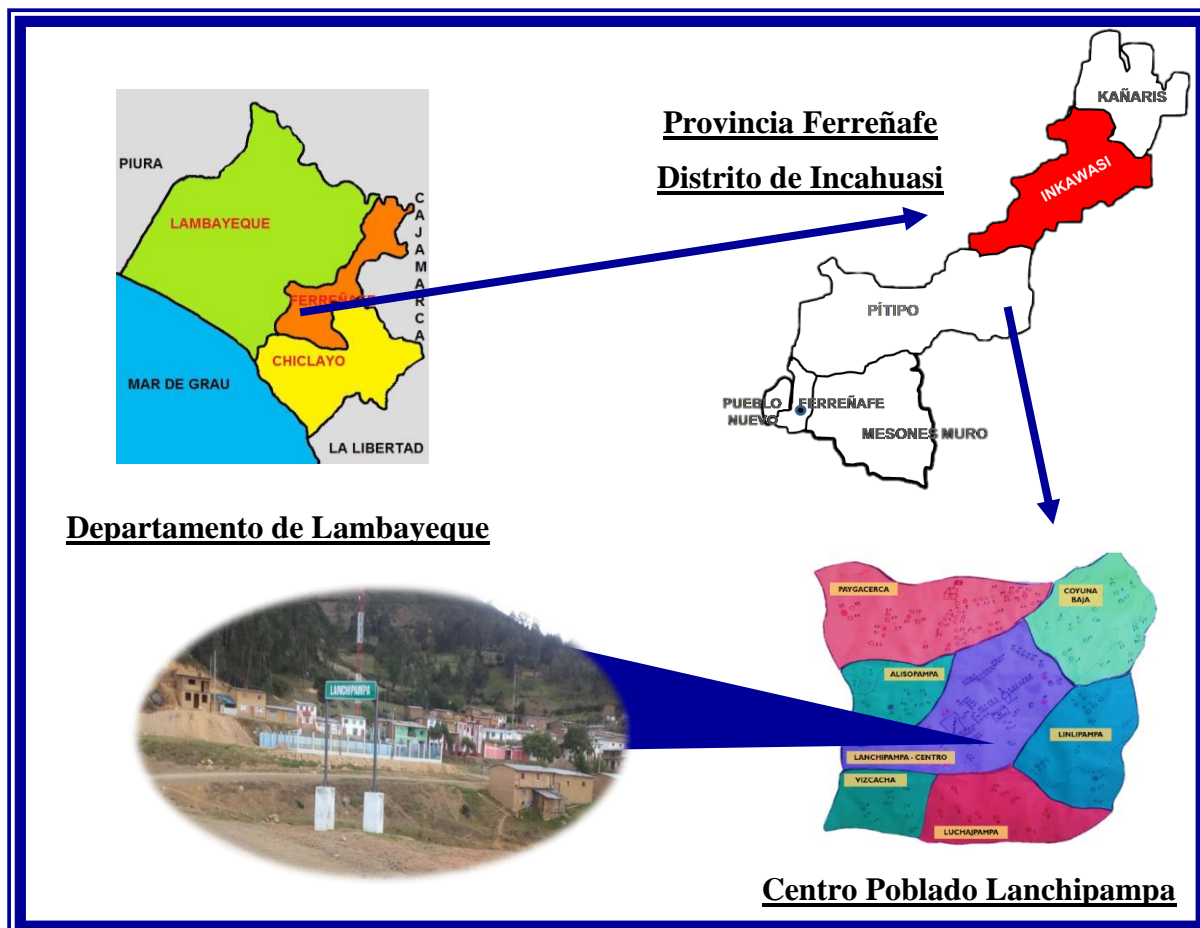 Provincia Ferreñafe
Distrito de Incahuasi
PIURA
LAMBAYEQUE
CAJAMARCA
FERREÑAFE
CHICLAYO
MAR DE GRAU
LA LIBERTAD
KAÑARIS
INKAWASI
PÍTIPO
PUEBLO
NUEVO
FERREÑAFE
MESONES MURO
Departamento de Lambayeque
LANCHIPAMPA
PAYGACERCA
COYUNA
BAJA
ALISOPAMPA
LINLIPAMPA
LANCHIPAMPA - CENTRO
VIZCACHA
LUCHAJPAMPA
Centro Poblado Lanchipampa